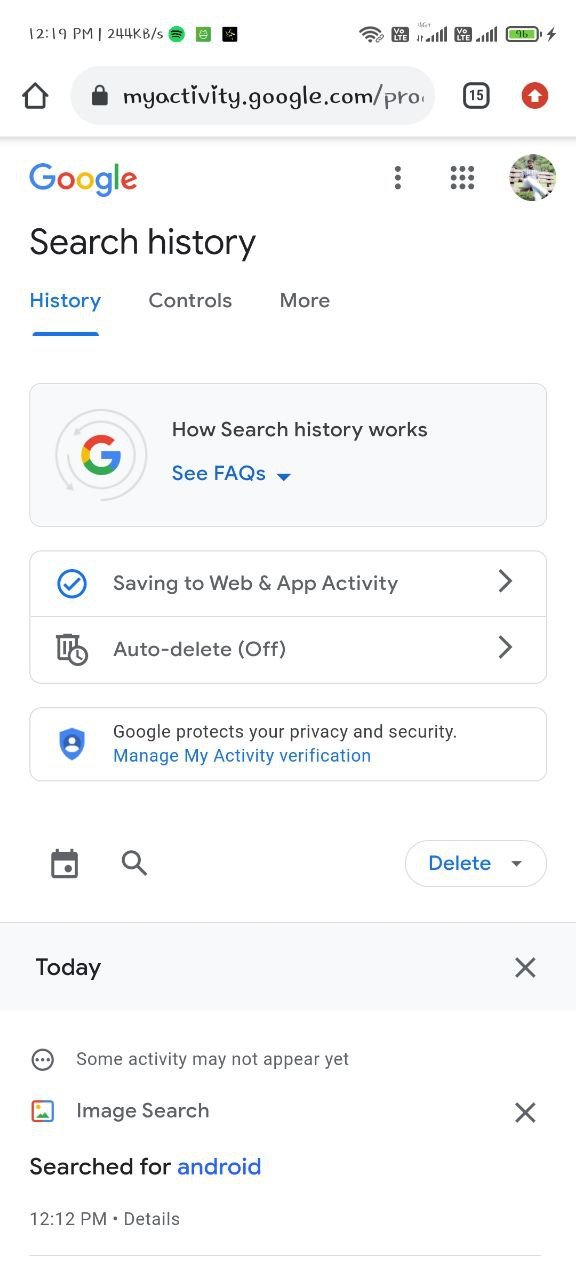 12:19 PM | 244KB/s
96
myactivity.google.com/pro
15
Google
Search history
History Controls More
How Search history works
See FAQs
Saving to Web & App Activity
Auto-delete (Off)
Google protects your privacy and security.
Manage My Activity verification
Delete
Today
Some activity may not appear yet
Image Search
Searched for android
12:12 PM • Details